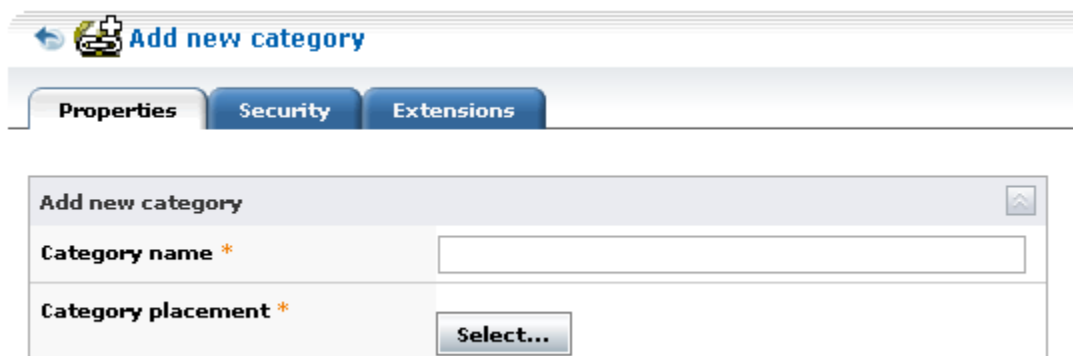 Add new category
Properties Security Extensions
Add new category
Category name *
Category placement *
Select...